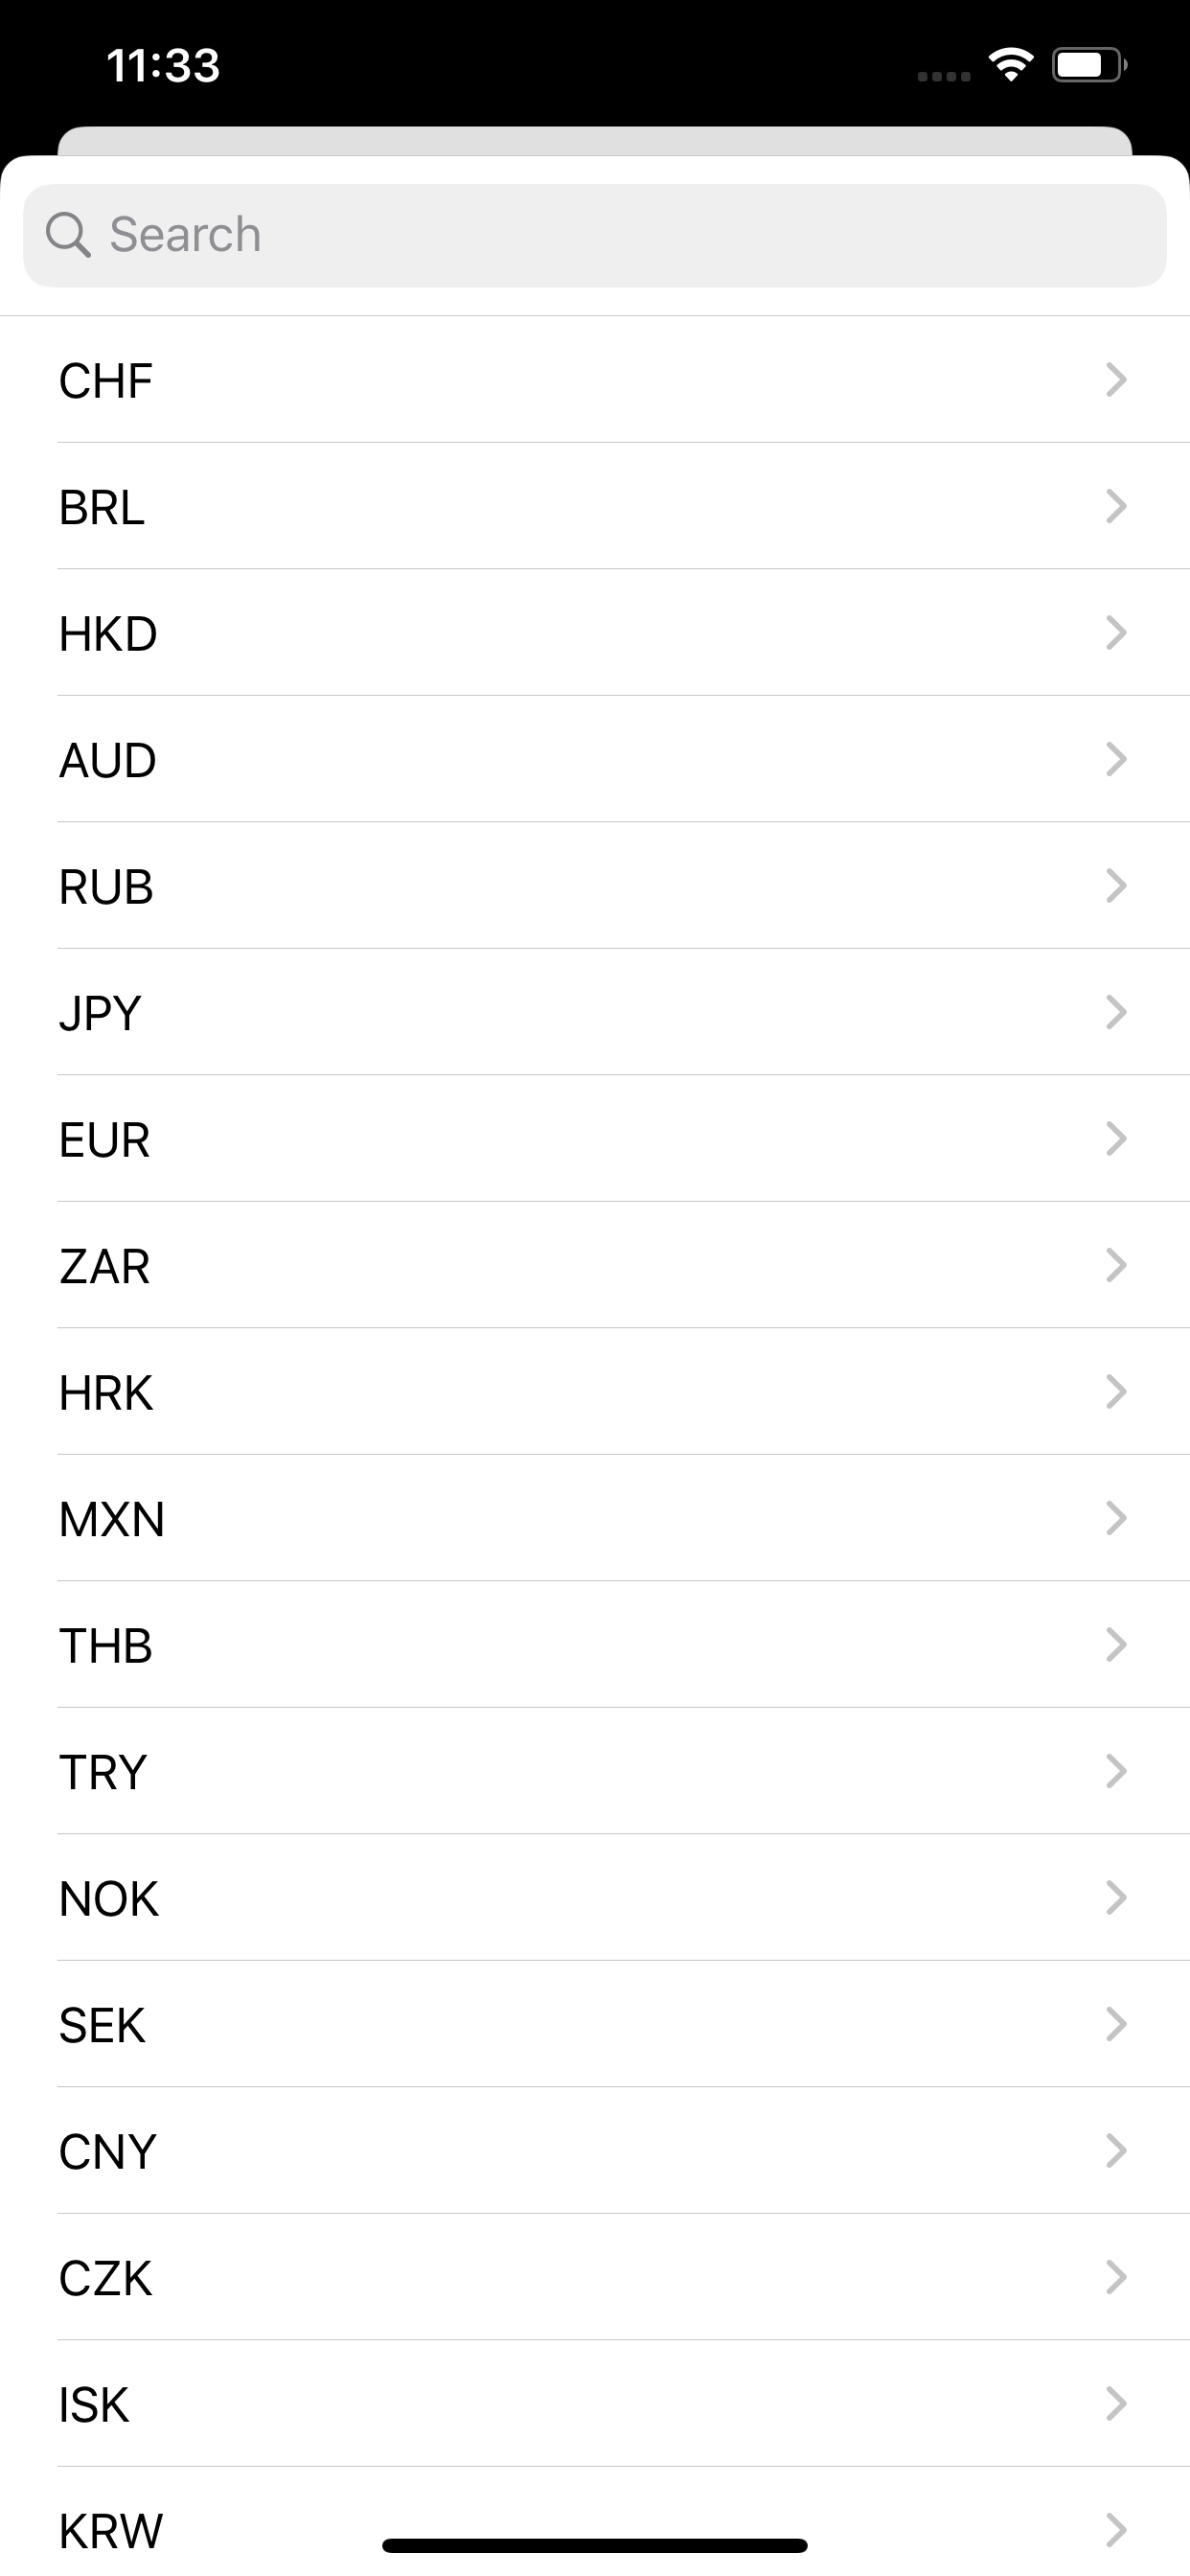 11:33
Search
CHF
BRL
HKD
AUD
RUB
JPY
EUR
ZAR
HRK
MXN
THB
TRY
NOK
SEK
CNY
CZK
ISK
KRW